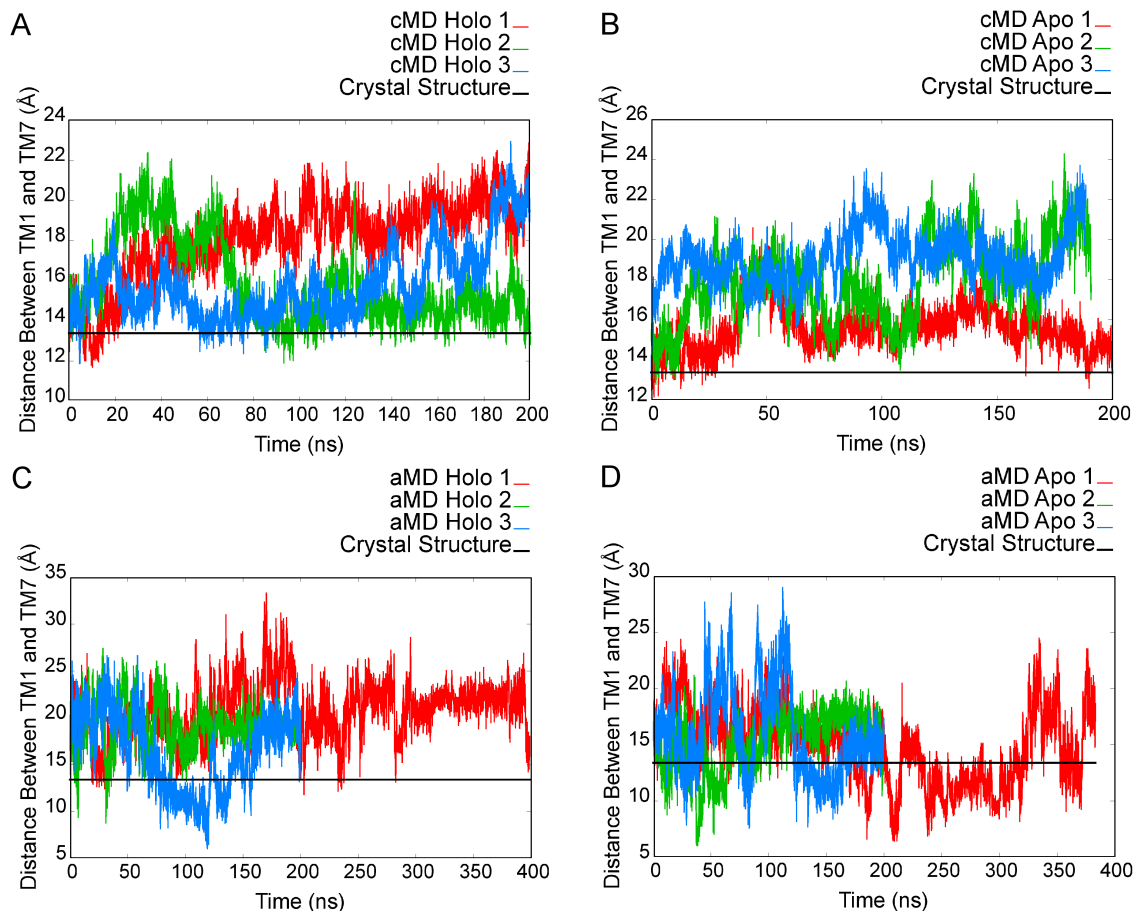 A
cMD Holo 1
cMD Holo 2
cMD Holo 3
Crystal Structure
Distance Between TM1 and TM7 (Å)
24
22
20
18
16
14
12
10
0 20 40 60 80 100 120 140 160 180 200
Time (ns)
B
cMD Apo 1
cMD Apo 2
cMD Apo 3
Crystal Structure
Distance Between TM1 and TM7 (Å)
26
24
22
20
18
16
14
12
0 50 100 150 200
Time (ns)
C
aMD Holo 1
aMD Holo 2
aMD Holo 3
Crystal Structure
Distance Between TM1 and TM7 (Å)
35
30
25
20
15
10
5
0 50 100 150 200 250 300 350 400
Time (ns)
D
aMD Apo 1
aMD Apo 2
aMD Apo 3
Crystal Structure
Distance Between TM1 and TM7 (Å)
30
25
20
15
10
5
0 50 100 150 200 250 300 350 400
Time (ns)